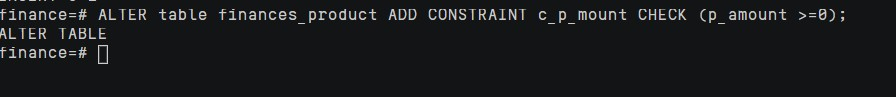 finance=# ALTER table finances_product ADD CONSTRAINT c_p_mount CHECK (p_amount >=0);
ALTER TABLE
finance=#